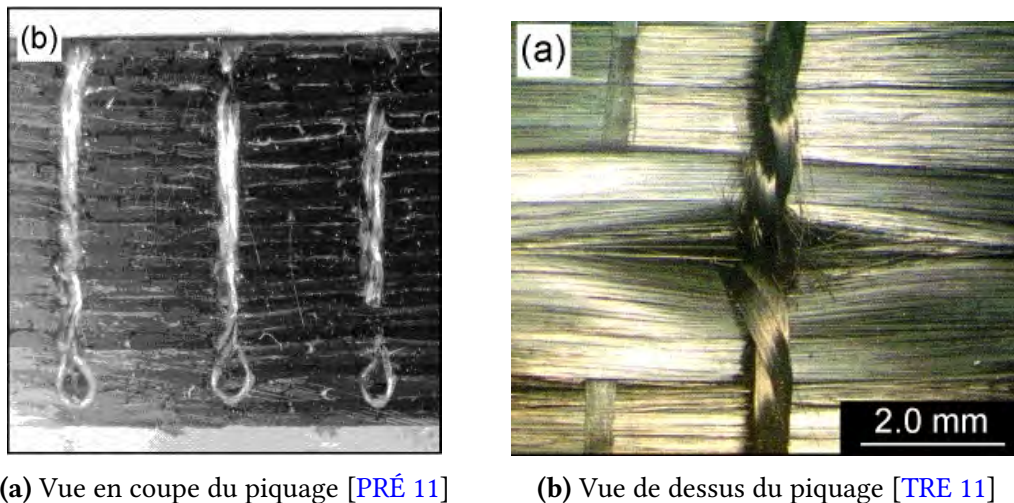 (b)
(a)
2.0 mm
(a) Vue en coupe du piquage [PRÉ 11]
(b) Vue de dessus du piquage [TRE 11]